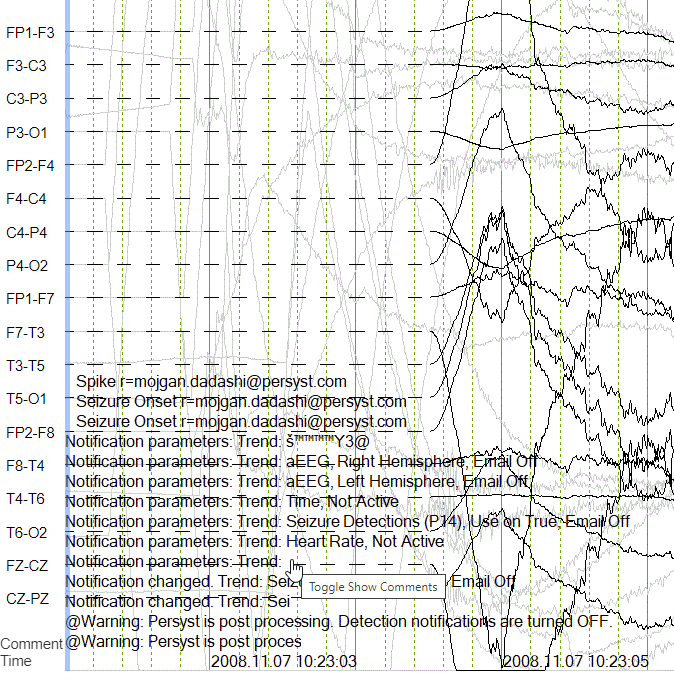 FP1-F3
F3-C3
C3-P3
P3-O1
FP2-F4
F4-C4
C4-P4
P4-O2
FP1-F7
F7-T3
T3-T5
Spike r=mojgan.dadashi@persyst.com
T5-O1 Seizure Onset r=mojgan.dadashi@persyst.com
Seizure Onset r=mojgan.dadashi@persyst.com
FP2-F8
Notification parameters: Trend: š™™™™Y3@
F8-T4 Notification parameters: Trend: aEEG, Right Hemisphere, Email Off
Notification parameters: Trend: aEEG, Left Hemisphere, Email Off
T4-T6 Notification parameters: Trend: Time, Not Active
Notification parameters: Trend: Seizure Detections (P14), Use on True, Email Off
T6-O2
Notification parameters: Trend: Heart Rate, Not Active
FZ-CZ Notification parameters: Trend:
Notification changed. Trend: Seiz Email Off
Toggle Show Comments
CZ-PZ Notification changed. Trend: Sei
@Warning: Persyst is post processing. Detection notifications are turned OFF.
Comment @Warning: Persyst is post proces
Time 2008.11.07 10:23:03 2008.11.07 10:23:05